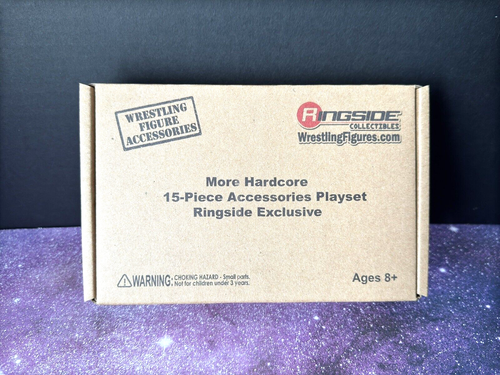 WRESTLING
FIGURE
ACCESSORIES
RINGSIDE
COLLECTIBLES
WrestlingFigures.com
More Hardcore
15-Piece Accessories Playset
Ringside Exclusive
WARNING: CHOKING HAZARD - Small parts.
Not for children under 3 years.
Ages 8+